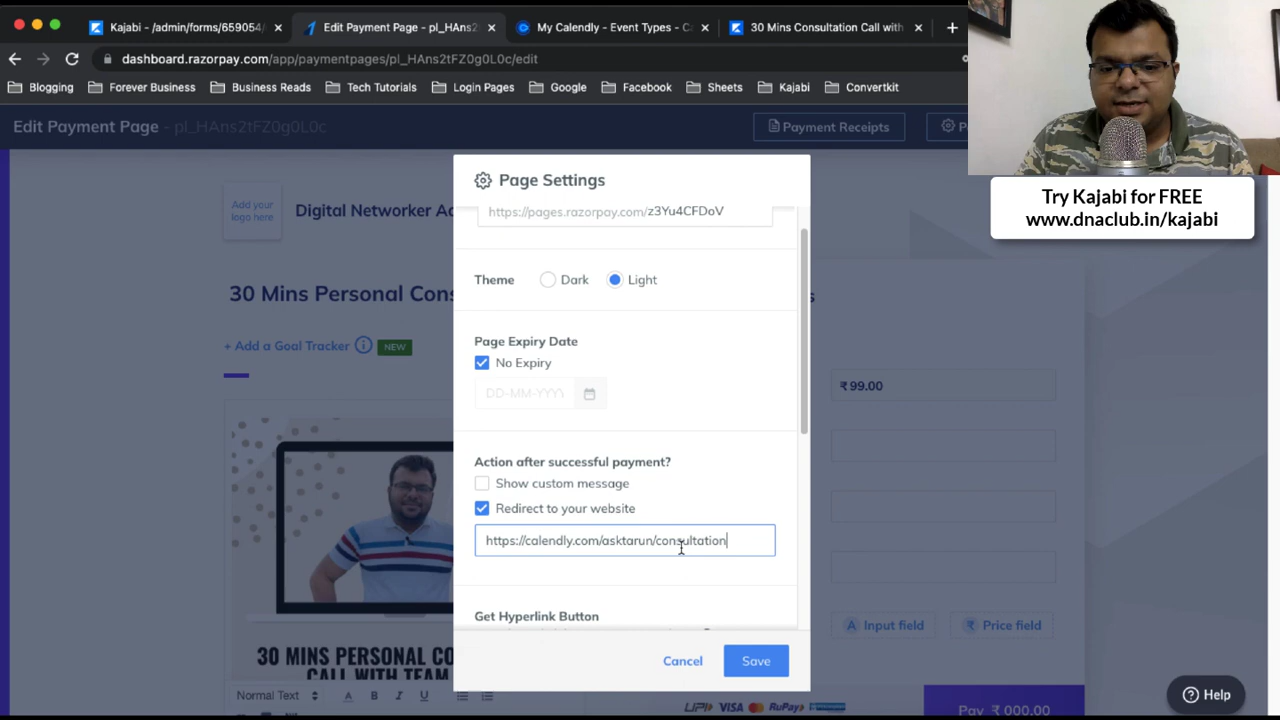 Kajabi - /admin/forms/659054/
Edit Payment Page - pl_HAns2
My Calendly - Event Types - C
30 Mins Consultation Call with
dashboard.razorpay.com/app/paymentpages/pl_HAns2tFZ0g0L0c/edit
Blogging
Forever Business
Business Reads
Tech Tutorials
Login Pages
Google
Facebook
Sheets
Kajabi
Convertkit
Edit Payment Page - pl_HAns2tFZ0g0L0c
Payment Receipts
Try Kajabi for FREE
www.dnaclub.in/kajabi
Add your
logo here
Digital Networker Ac
30 Mins Personal Cons
+ Add a Goal Tracker
NEW
Page Settings
https://pages.razorpay.com/z3Yu4CFDoV
Theme
Dark
Light
Page Expiry Date
No Expiry
DD-MM-YYYY
Action after successful payment?
Show custom message
Redirect to your website
https://calendly.com/asktarun/consultation
Get Hyperlink Button
Cancel
Save
₹ 99.00
A Input field
₹ Price field
30 MINS PERSONAL CO
CALL WITH TEAM
Normal Text
A B I U
UPI VISA RuPay
Pay ₹ 000.00
Help